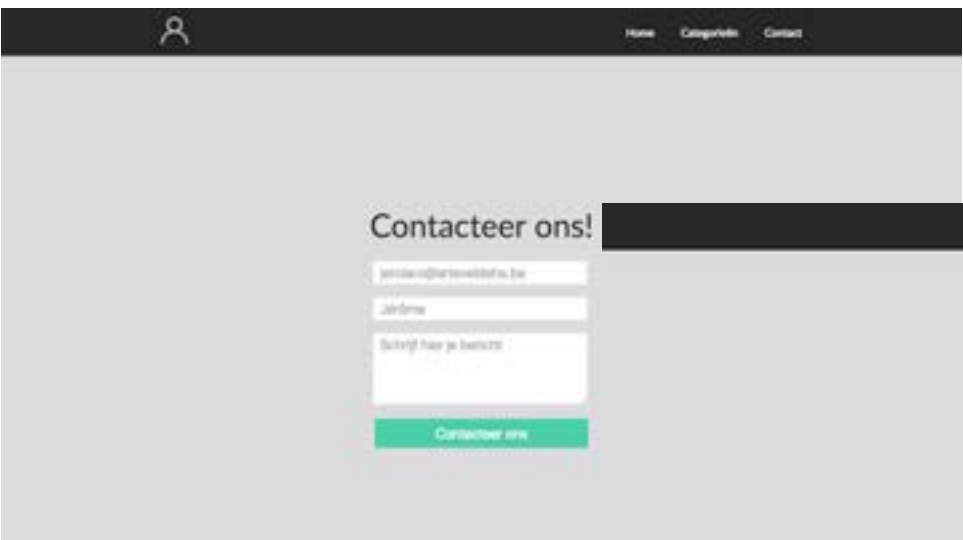 Home Categorieën Contact
Contacteer ons!
Jérôme
Schrijf hier je bericht
Contacteer ons